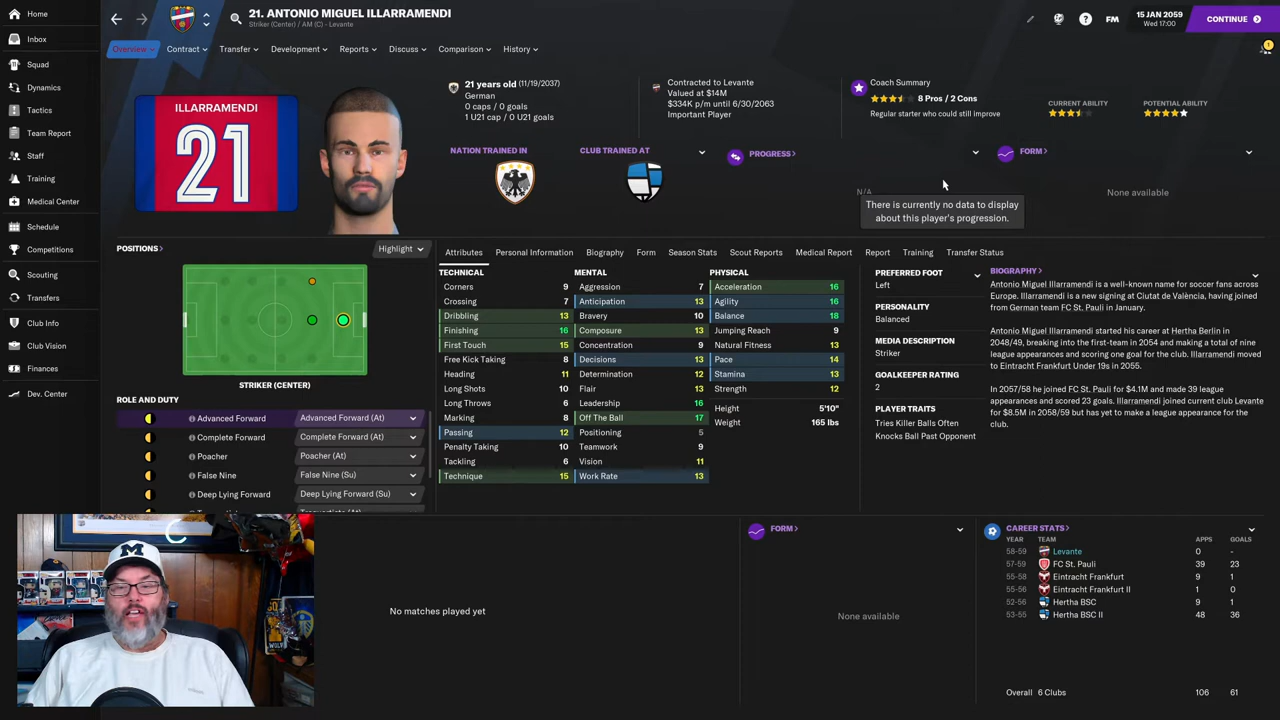 Home
Inbox
Squad
Dynamics
Tactics
Team Report
Staff
Training
Medical Center
Schedule
Competitions
Scouting
Transfers
Club Info
Club Vision
Finances
Dev. Center
21. ANTONIO MIGUEL ILLARRAMENDI
Striker (Center) / AM (C) - Levante
FM
15 JAN 2059
Wed 17:00
CONTINUE
1
Overview Contract Transfer Development Reports Discuss Comparison History
ILLARRAMENDI
21
21 years old (11/19/2037)
German
0 caps / 0 goals
1 U21 cap / 0 U21 goals
Contracted to Levante
Valued at $14M
$334K p/m until 6/30/2063
Important Player
Coach Summary
8 Pros / 2 Cons
Regular starter who could still improve
CURRENT ABILITY
POTENTIAL ABILITY
NATION TRAINED IN
CLUB TRAINED AT
PROGRESS
N/A
There is currently no data to display
about this player's progression.
FORM
None available
POSITIONS
Highlight
STRIKER (CENTER)
ROLE AND DUTY
Advanced Forward Advanced Forward (At)
Complete Forward Complete Forward (At)
Poacher Poacher (At)
False Nine False Nine (Su)
Deep Lying Forward Deep Lying Forward (Su)
Attributes Personal Information Biography Form Season Stats Scout Reports Medical Report Report Training Transfer Status
TECHNICAL
Corners 9
Crossing 7
Dribbling 13
Finishing 16
First Touch 15
Free Kick Taking 8
Heading 11
Long Shots 10
Long Throws 6
Marking 8
Passing 12
Penalty Taking 10
Tackling 6
Technique 15
MENTAL
Aggression 7
Anticipation 13
Bravery 10
Composure 13
Concentration 9
Decisions 13
Determination 12
Flair 13
Leadership 16
Off The Ball 17
Positioning 5
Teamwork 9
Vision 11
Work Rate 13
PHYSICAL
Acceleration 16
Agility 16
Balance 18
Jumping Reach 9
Natural Fitness 13
Pace 14
Stamina 13
Strength 12
Height 5'10"
Weight 165 lbs
PREFERRED FOOT
Left
PERSONALITY
Balanced
MEDIA DESCRIPTION
Striker
GOALKEEPER RATING
2
PLAYER TRAITS
Tries Killer Balls Often
Knocks Ball Past Opponent
BIOGRAPHY
Antonio Miguel Illarramendi is a well-known name for soccer fans across
Europe. Illarramendi is a new signing at Ciutat de València, having joined
from German team FC St. Pauli in January.
Antonio Miguel Illarramendi started his career at Hertha Berlin in
2048/49, breaking into the first-team in 2054 and making a total of nine
league appearances and scoring one goal for the club. Illarramendi moved
to Eintracht Frankfurt Under 19s in 2055.
In 2057/58 he joined FC St. Pauli for $4.1M and made 39 league
appearances and scored 23 goals. Illarramendi joined current club Levante
for $8.5M in 2058/59 but has yet to make a league appearance for the
club.
No matches played yet
FORM
None available
CAREER STATS
YEAR TEAM APPS GOALS
58-59 Levante 0 -
57-59 FC St. Pauli 39 23
55-58 Eintracht Frankfurt 9 1
55-56 Eintracht Frankfurt II 1 0
52-56 Hertha BSC 9 1
53-55 Hertha BSC II 48 36
Overall 6 Clubs 106 61